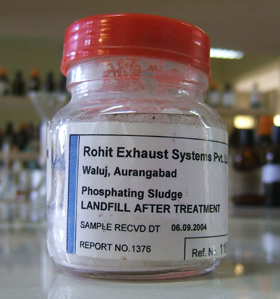 Rohit Exhaust Systems Pvt.
Waluj, Aurangabad
Phosphating Sludge
LANDFILL AFTER TREATMENT
SAMPLE RECVD DT 06.09.2004
REPORT NO. 1376
Ref. No